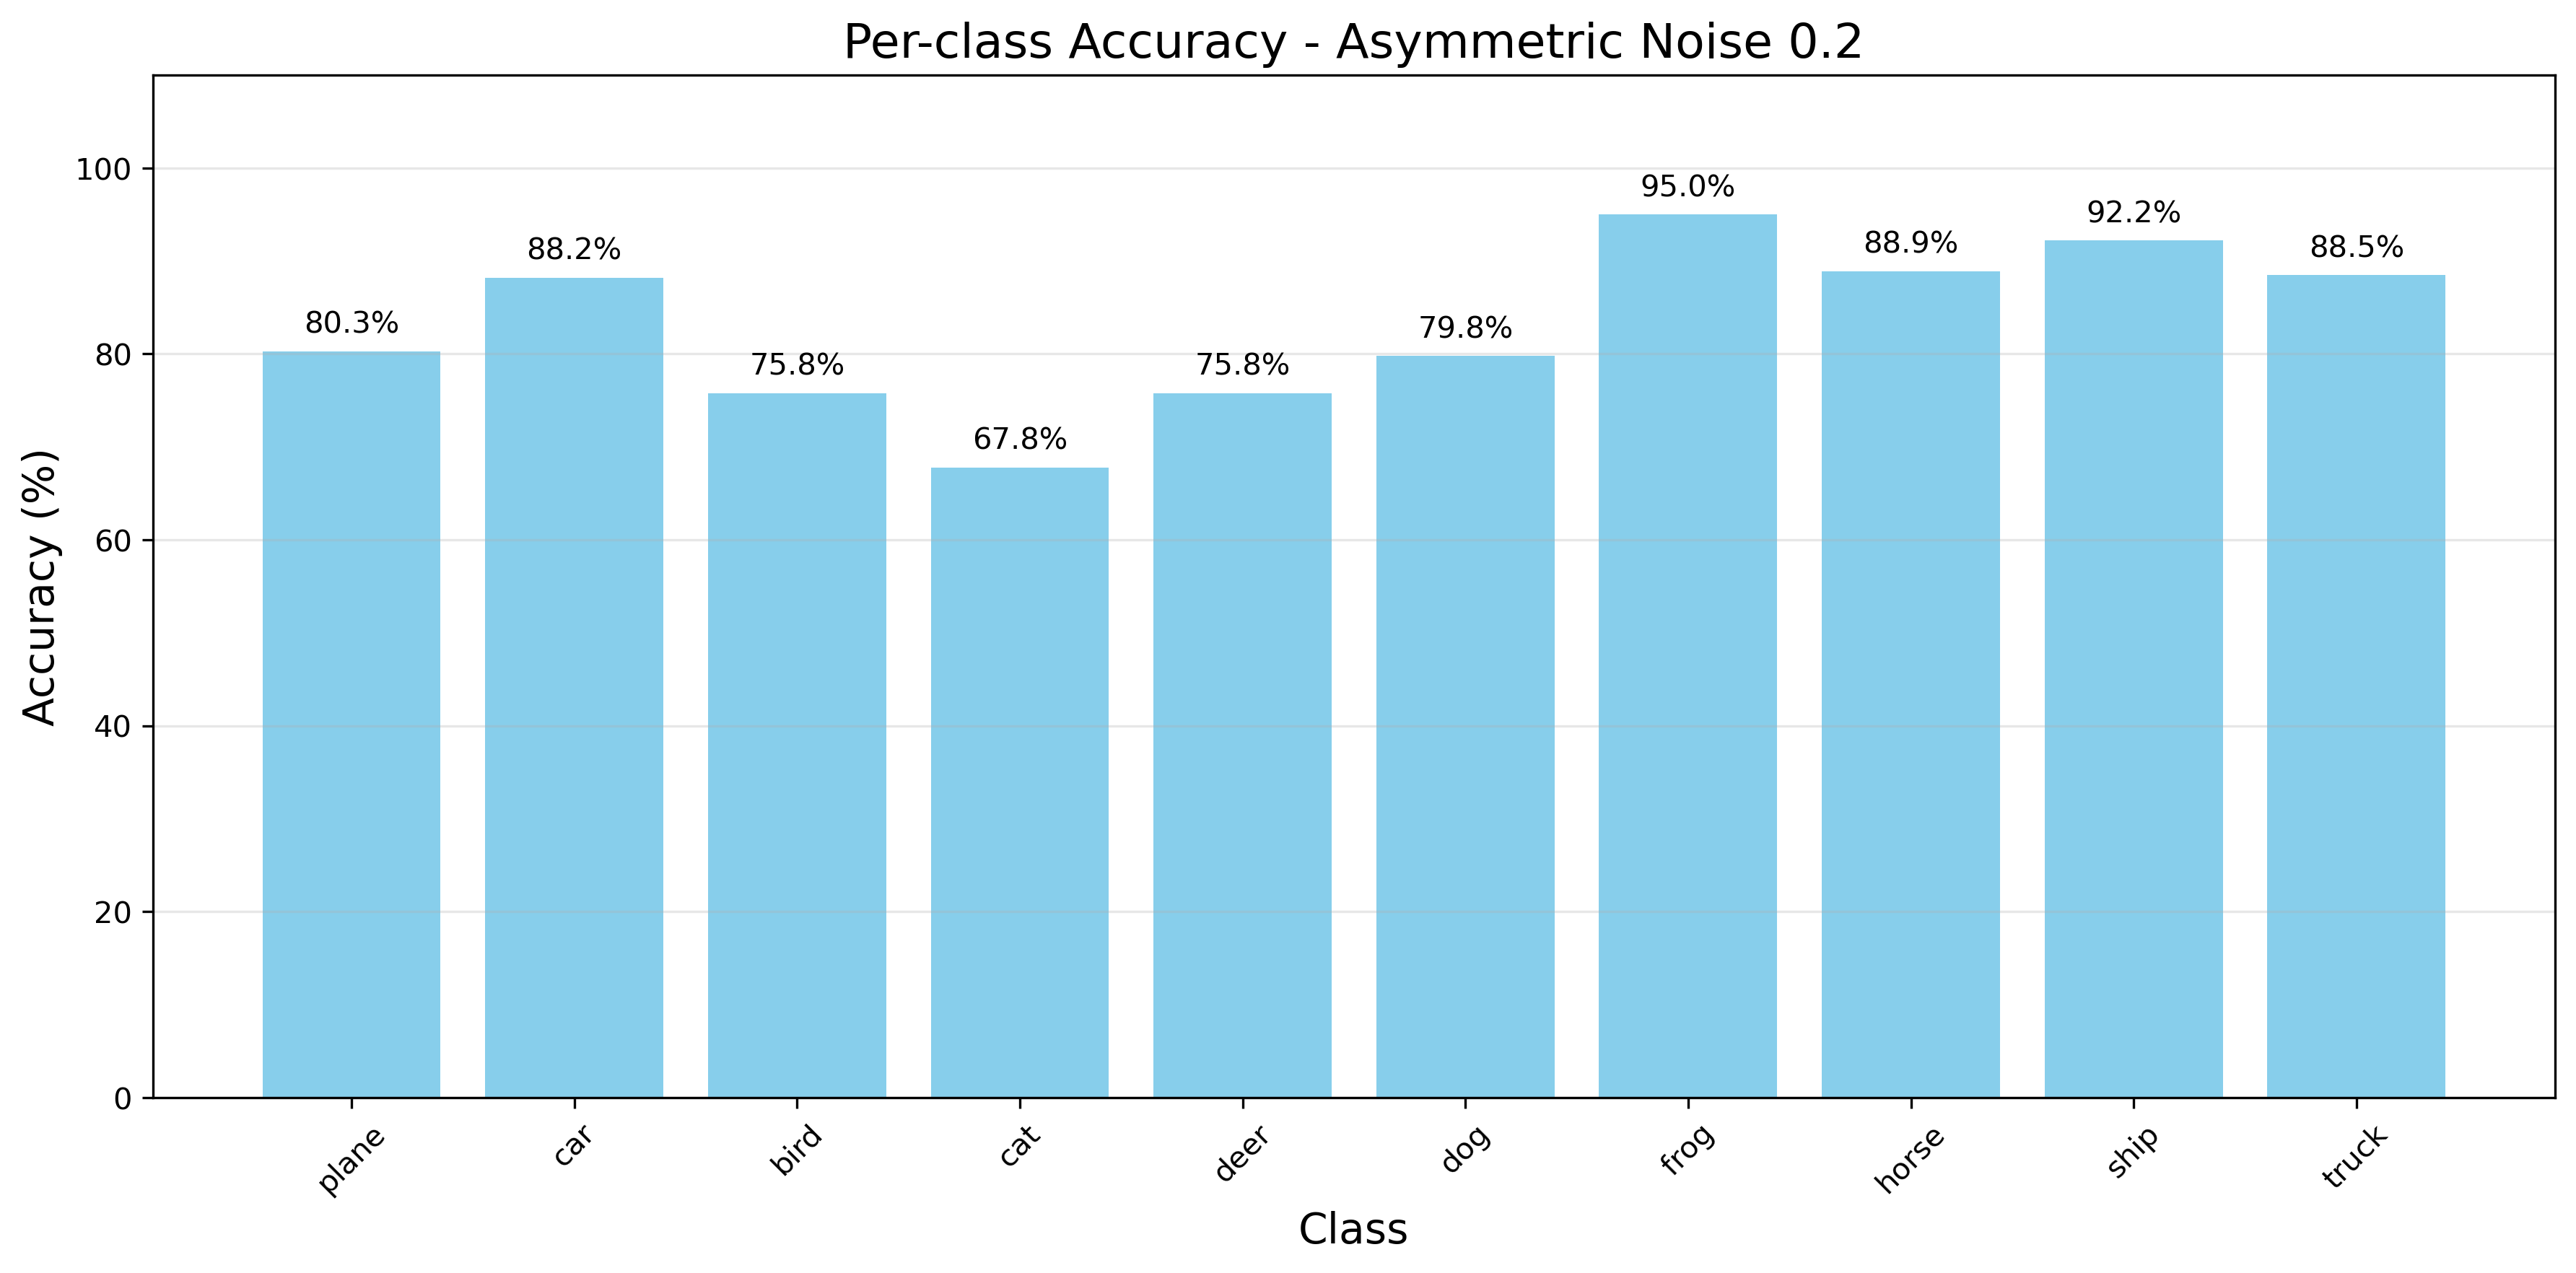 Per-class Accuracy - Asymmetric Noise 0.2
Accuracy (%)
100
80
60
40
20
0
80.3%
88.2%
75.8%
67.8%
75.8%
79.8%
95.0%
88.9%
92.2%
88.5%
plane
car
bird
cat
deer
dog
frog
horse
ship
truck
Class